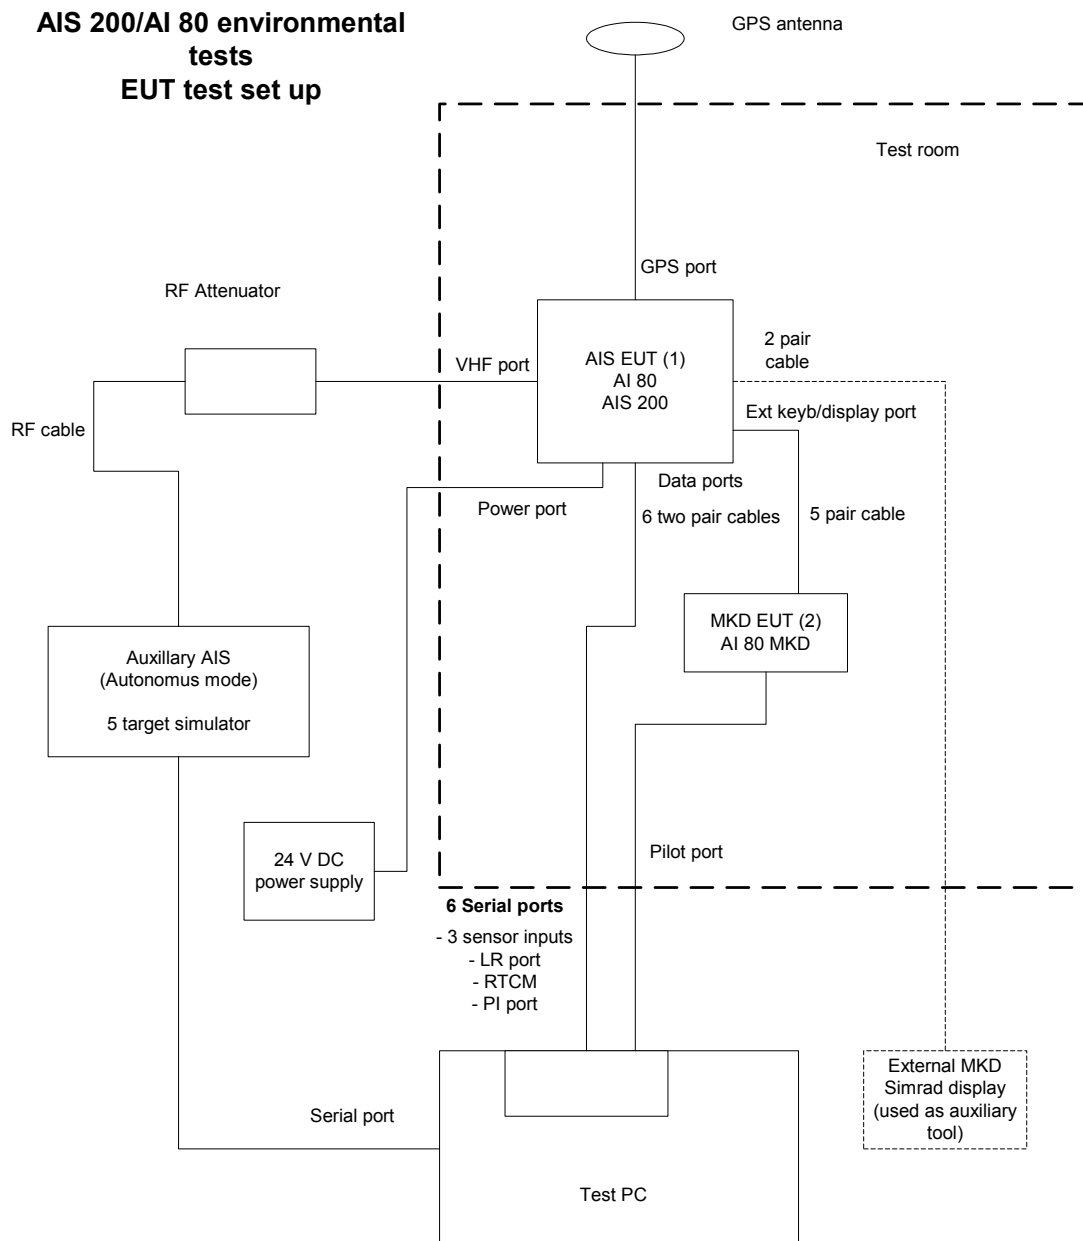 AIS 200/AI 80 environmental
tests
EUT test set up
GPS antenna
Test room
GPS port
RF Attenuator
2 pair
cable
VHF port
AIS EUT (1)
AI 80
AIS 200
Ext keyb/display port
RF cable
Data ports
Power port
6 two pair cables
5 pair cable
MKD EUT (2)
AI 80 MKD
Auxillary AIS
(Autonomus mode)
5 target simulator
24 V DC
power supply
Pilot port
6 Serial ports
- 3 sensor inputs
- LR port
- RTCM
- PI port
External MKD
Simrad display
(used as auxiliary
tool)
Serial port
Test PC